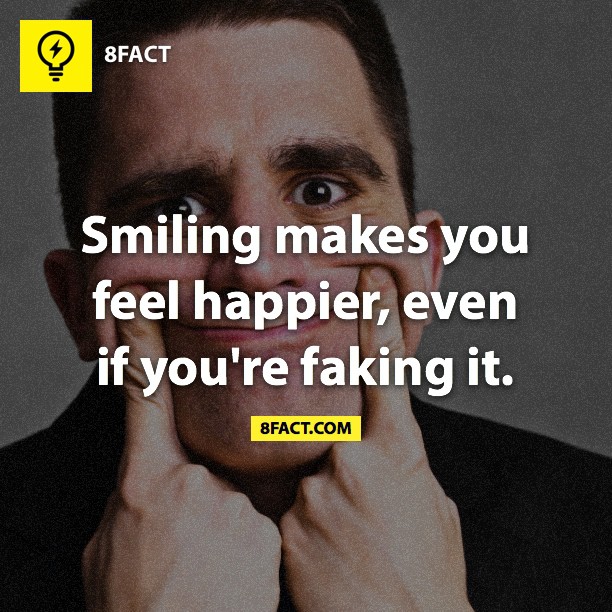 8FACT
Smiling makes you
feel happier, even
if you're faking it.
8FACT.COM